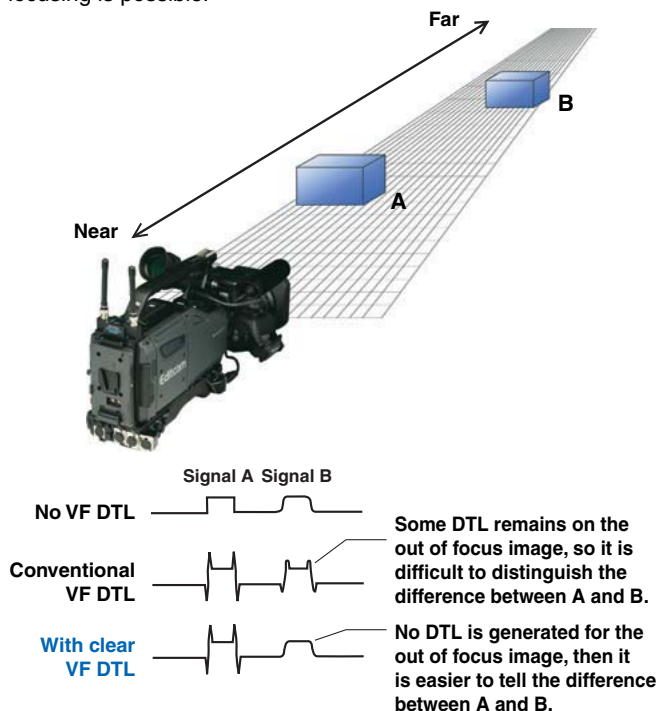 focusing is possible.
Far
B
A
Near
Editcam
Signal A Signal B
No VF DTL
Conventional
VF DTL
Some DTL remains on the
out of focus image, so it is
difficult to distinguish the
difference between A and B.
With clear
VF DTL
No DTL is generated for the
out of focus image, then it
is easier to tell the difference
between A and B.